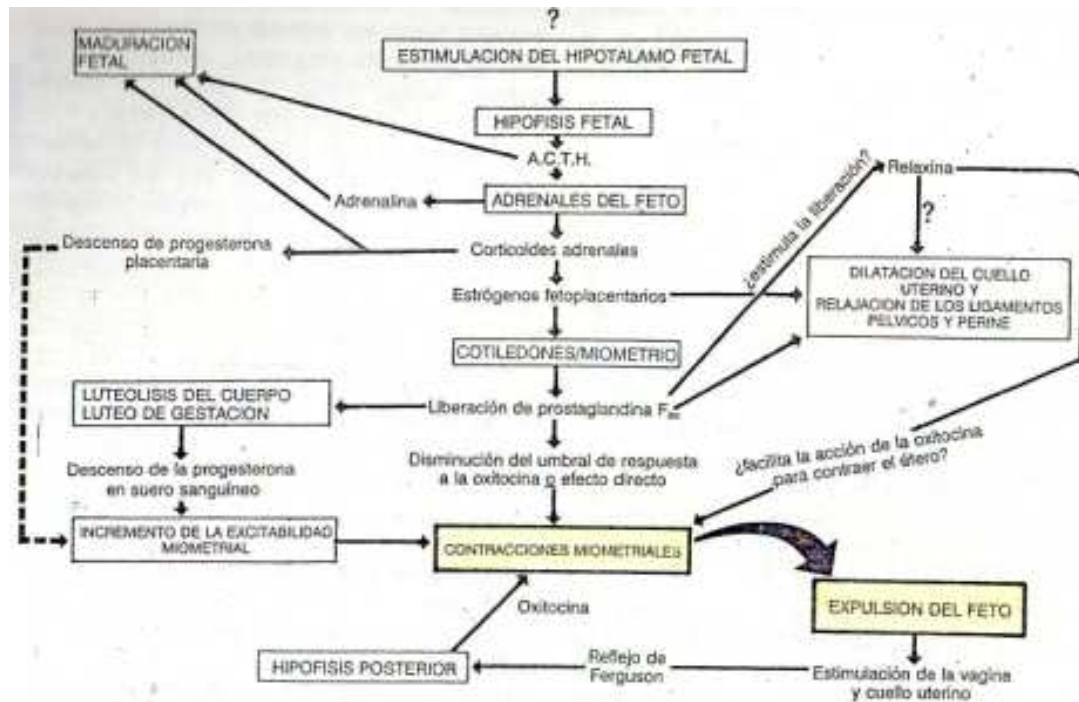 ?
MADURACION
FETAL
ESTIMULACION DEL HIPOTALAMO FETAL
HIPOFISIS FETAL
A.C.T.H.
Adrenalina
ADRENALES DEL FETO
¿estimula la liberación?
Relaxina
?
Descenso de progesterona
placentaria
Corticoides adrenales
Estrógenos fetoplacentarios
DILATACION DEL CUELLO
UTERINO Y
RELAJACION DE LOS LIGAMENTOS
PELVICOS Y PERINE
COTILEDONES/MIOMETRIO
LUTEOLISIS DEL CUERPO
LUTEO DE GESTACION
Liberación de prostaglandina F
Descenso de la progesterona
en suero sanguíneo
Disminución del umbral de respuesta
a la oxitocina o efecto directo
¿facilita la acción de la oxitocina
para contraer el útero?
INCREMENTO DE LA EXCITABILIDAD
MIOMETRIAL
CONTRACCIONES MIOMETRIALES
Oxitocina
EXPULSION DEL FETO
HIPOFISIS POSTERIOR
Reflejo de
Ferguson
Estimulación de la vagina
y cuello uterino